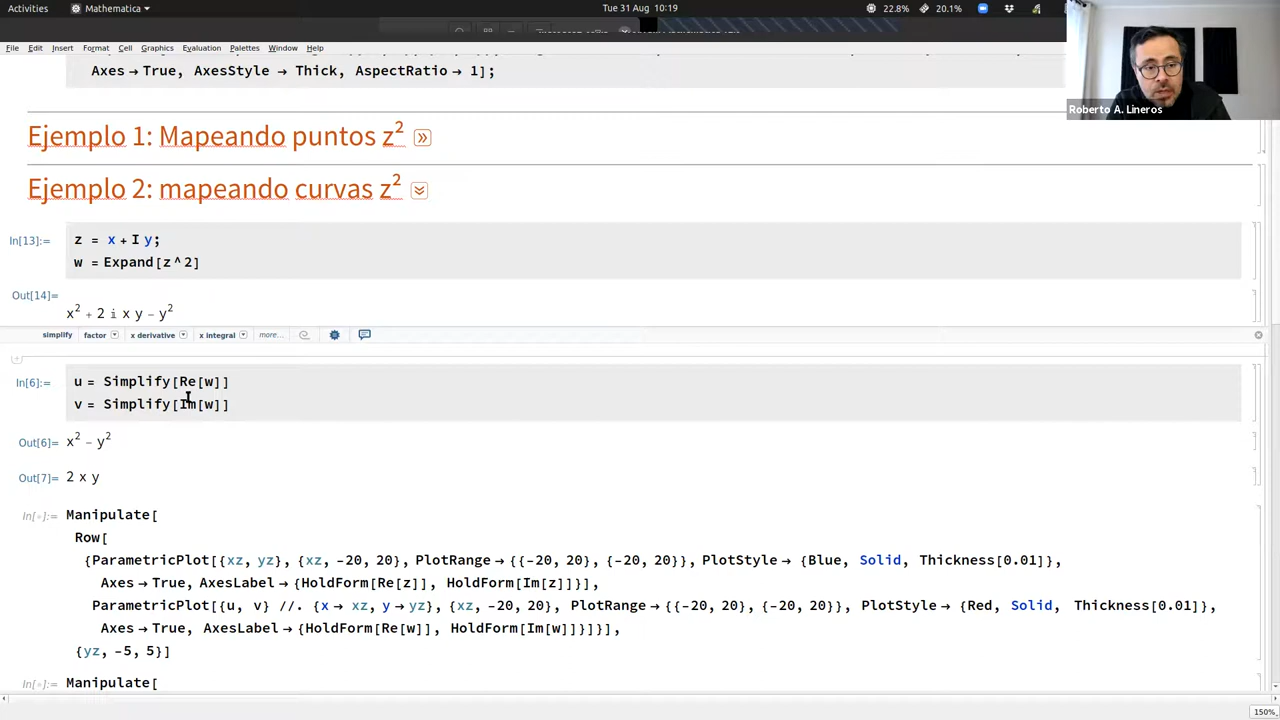 Activities
Mathematica
Tue 31 Aug 10:19
22.8%
20.1%
File Edit Insert Format Cell Graphics Evaluation Palettes Window Help
Axes→True, AxesStyle → Thick, AspectRatio → 1];
Roberto A. Lineros
Ejemplo 1: Mapeando puntos z²
Ejemplo 2: mapeando curvas z²
In[13]:= z = x + I y;
w = Expand[z^2]
Out[14]=
x² + 2 i x y − y²
simplify factor x derivative x integral more...
In[6]:= u = Simplify[Re[w]]
v = Simplify[Im[w]]
Out[6]= x² − y²
Out[7]= 2 x y
In[◦]:= Manipulate[
Row[
{ParametricPlot[{xz, yz}, {xz, -20, 20}, PlotRange→{{-20, 20}, {-20, 20}}, PlotStyle → {Blue, Solid, Thickness[0.01]},
Axes→True, AxesLabel→{HoldForm[Re[z]], HoldForm[Im[z]]}],
ParametricPlot[{u, v} //. {x→ xz, y→yz}, {xz, -20, 20}, PlotRange→{{-20, 20}, {-20, 20}}, PlotStyle → {Red, Solid, Thickness[0.01]},
Axes→True, AxesLabel→{HoldForm[Re[w]], HoldForm[Im[w]]}]}],
{yz, -5, 5}]
In[◦]:= Manipulate[
150%